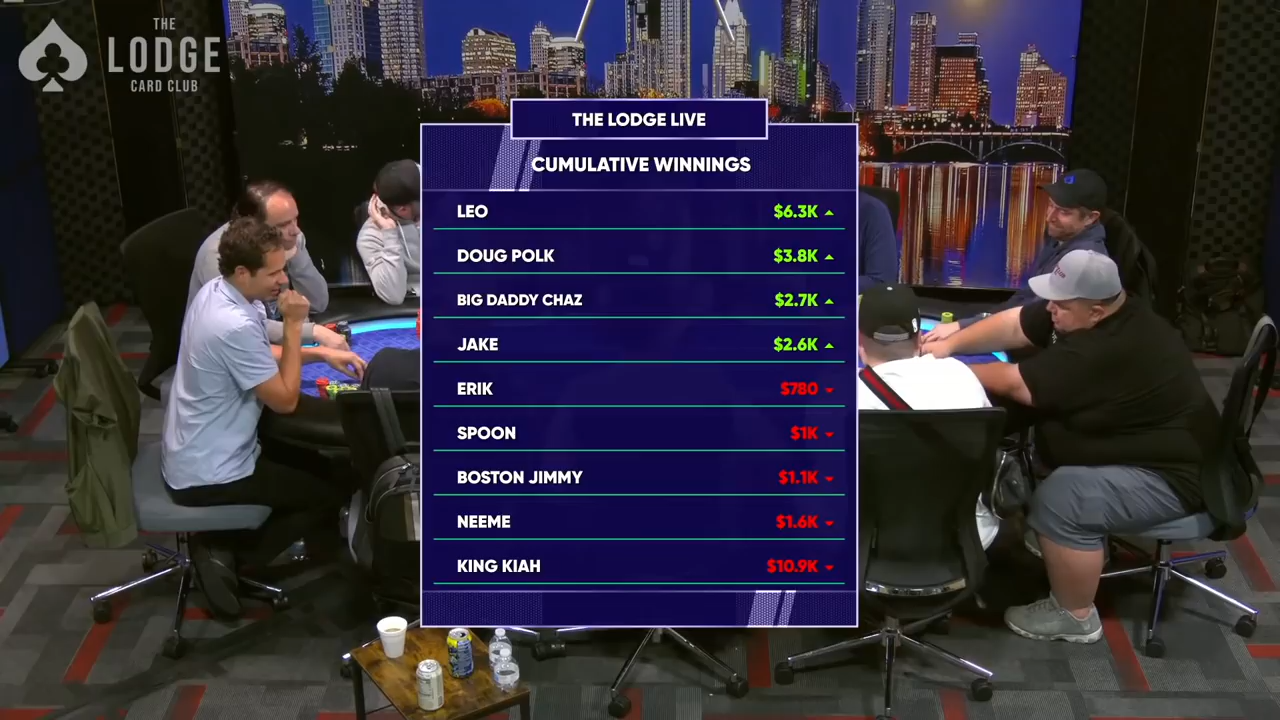 THE
LODGE
CARD CLUB
THE LODGE LIVE
CUMULATIVE WINNINGS
LEO $6.3K
DOUG POLK $3.8K
BIG DADDY CHAZ $2.7K
JAKE $2.6K
ERIK $780
SPOON $1K
BOSTON JIMMY $1.1K
NEEME $1.6K
KING KIAH $10.9K